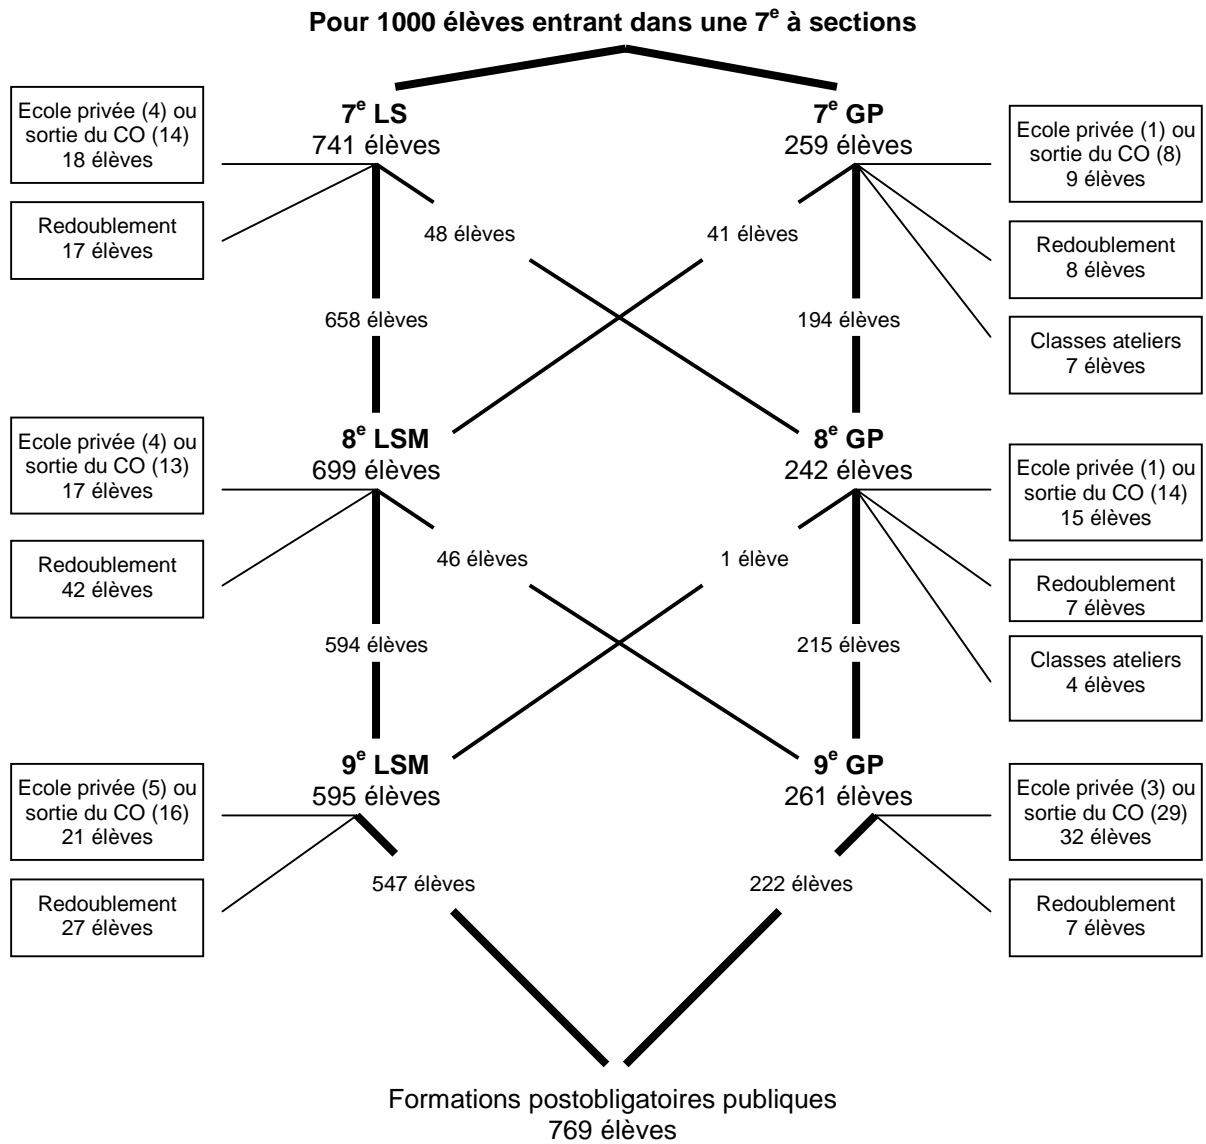 Pour 1000 élèves entrant dans une 7e à sections
Ecole privée (4) ou
sortie du CO (14)
18 élèves
7e LS
741 élèves
7e GP
259 élèves
Ecole privée (1) ou
sortie du CO (8)
9 élèves
Redoublement
17 élèves
48 élèves
41 élèves
Redoublement
8 élèves
658 élèves
194 élèves
Classes ateliers
7 élèves
Ecole privée (4) ou
sortie du CO (13)
17 élèves
8e LSM
699 élèves
8e GP
242 élèves
Ecole privée (1) ou
sortie du CO (14)
15 élèves
Redoublement
42 élèves
46 élèves
1 élève
Redoublement
7 élèves
594 élèves
215 élèves
Classes ateliers
4 élèves
Ecole privée (5) ou
sortie du CO (16)
21 élèves
9e LSM
595 élèves
9e GP
261 élèves
Ecole privée (3) ou
sortie du CO (29)
32 élèves
Redoublement
27 élèves
547 élèves
222 élèves
Redoublement
7 élèves
Formations postobligatoires publiques
769 élèves